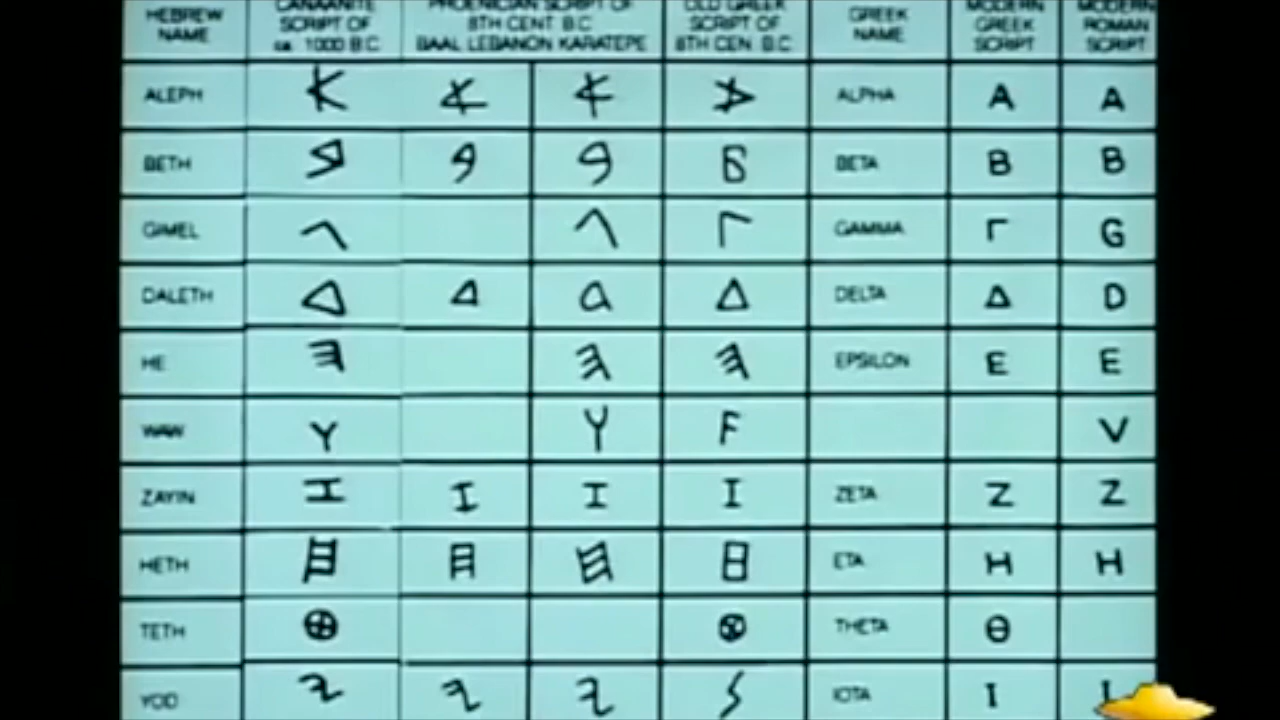 HEBREW
NAME
CANAANITE
SCRIPT OF
ca. 1000 B.C
PHOENICIAN SCRIPT OF
8TH CENT. B.C
BAAL LEBANON KARATEPE
OLD GREEK
SCRIPT OF
8TH CEN. B.C
GREEK
NAME
MODERN
GREEK
SCRIPT
MODERN
ROMAN
SCRIPT
ALEPH ALPHA Α A
BETH BETA Β B
GIMEL GAMMA Γ G
DALETH DELTA Δ D
HE EPSILON Ε E
WAW V
ZAYIN ZETA Ζ Z
HETH ETA Η H
TETH THETA Θ
YOD IOTA Ι I